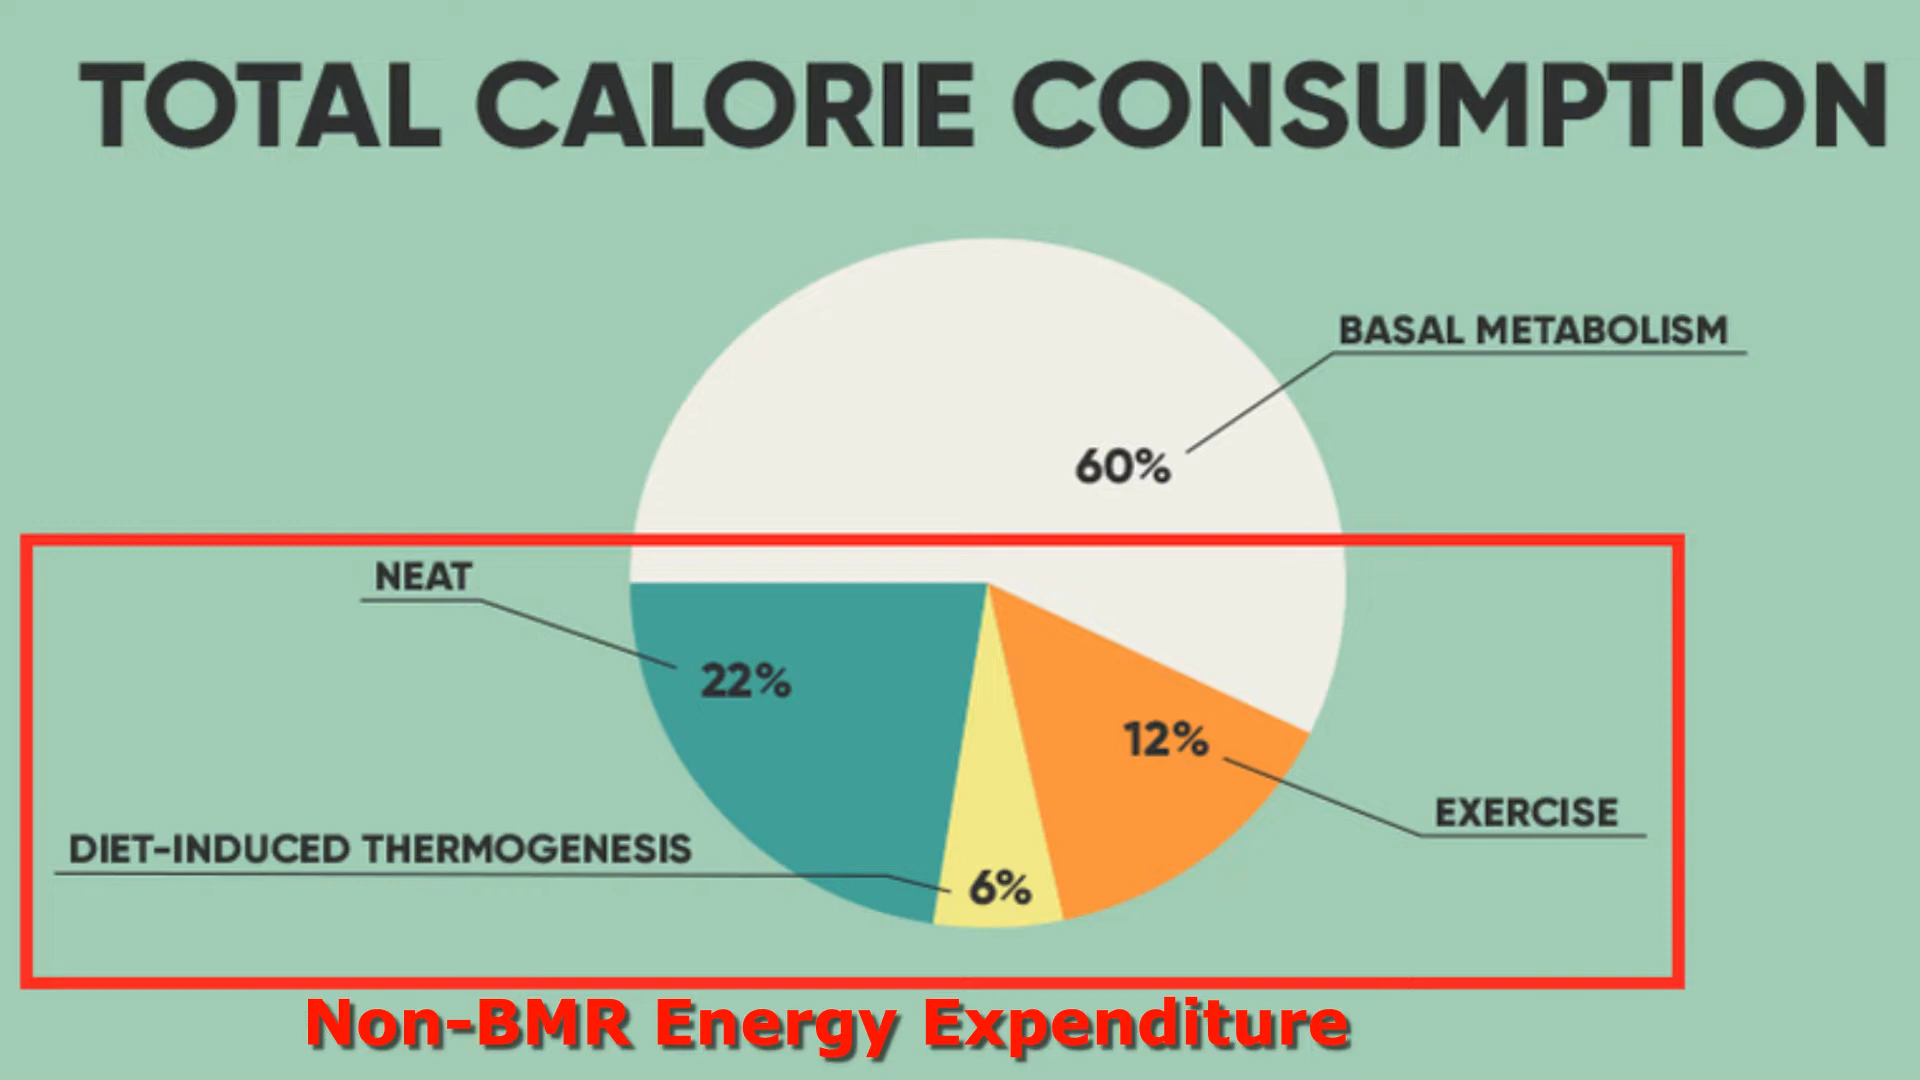 TOTAL CALORIE CONSUMPTION
BASAL METABOLISM
60%
NEAT
22%
12%
EXERCISE
DIET-INDUCED THERMOGENESIS
6%
Non-BMR Energy Expenditure